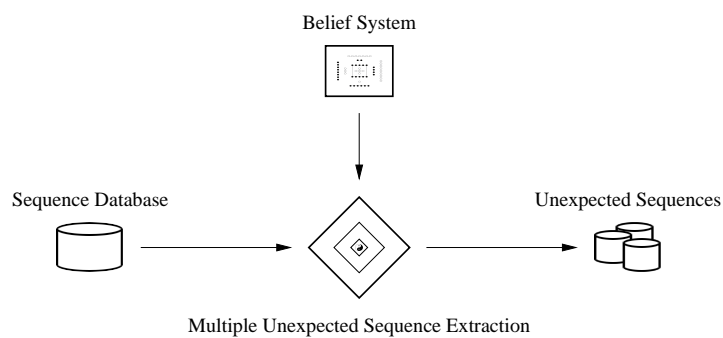 Belief System
Sequence Database
Unexpected Sequences
Multiple Unexpected Sequence Extraction